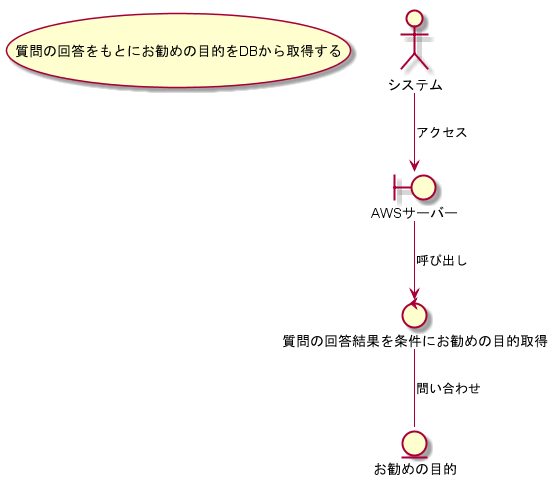 質問の回答をもとにお勧めの目的をDBから取得する
システム
アクセス
AWSサーバー
呼び出し
質問の回答結果を条件にお勧めの目的取得
問い合わせ
お勧めの目的